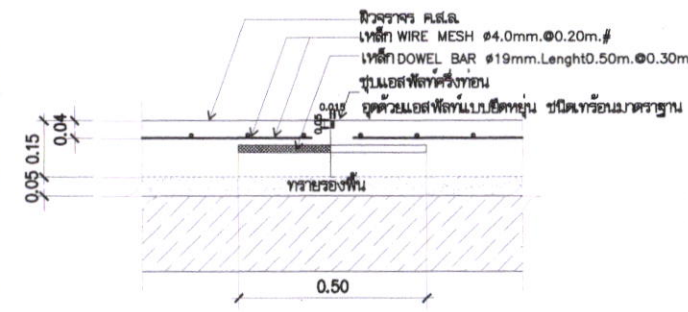 ผิวจราจร ค.ส.ล.
เหล็ก WIRE MESH ø4.0mm.@0.20m.#
เหล็ก DOWEL BAR ø19mm.Lenght0.50m.@0.30m
ชุบแอสฟัลท์ครึ่งท่อน
อุดด้วยแอสฟัลท์แบบยืดหยุ่น ชนิดเทร้อนมาตราฐาน
0.015
0.05
0.04
0.15
0.05
ทรายรองพื้น
0.50